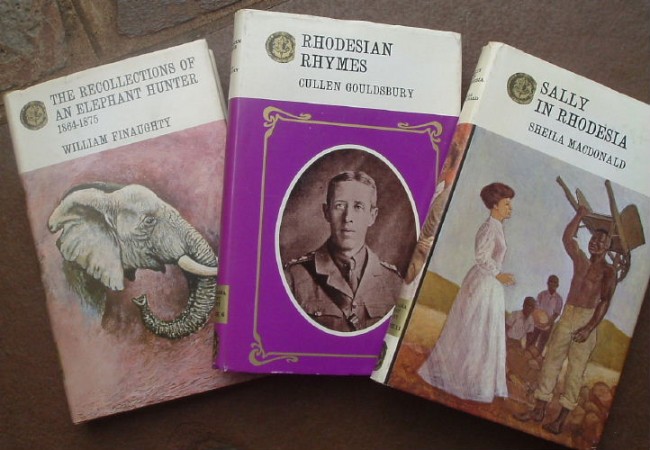 THE RECOLLECTIONS OF
AN ELEPHANT HUNTER
1864-1875
WILLIAM FINAUGHTY
RHODESIAN
RHYMES
CULLEN GOULDSBURY
SALLY
IN RHODESIA
SHEILA MACDONALD